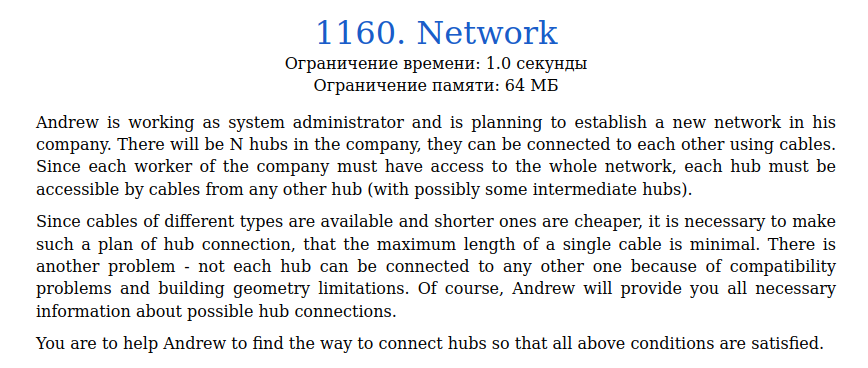 1160. Network
Ограничение времени: 1.0 секунды
Ограничение памяти: 64 МБ
Andrew is working as system administrator and is planning to establish a new network in his
company. There will be N hubs in the company, they can be connected to each other using cables.
Since each worker of the company must have access to the whole network, each hub must be
accessible by cables from any other hub (with possibly some intermediate hubs).
Since cables of different types are available and shorter ones are cheaper, it is necessary to make
such a plan of hub connection, that the maximum length of a single cable is minimal. There is
another problem - not each hub can be connected to any other one because of compatibility
problems and building geometry limitations. Of course, Andrew will provide you all necessary
information about possible hub connections.
You are to help Andrew to find the way to connect hubs so that all above conditions are satisfied.